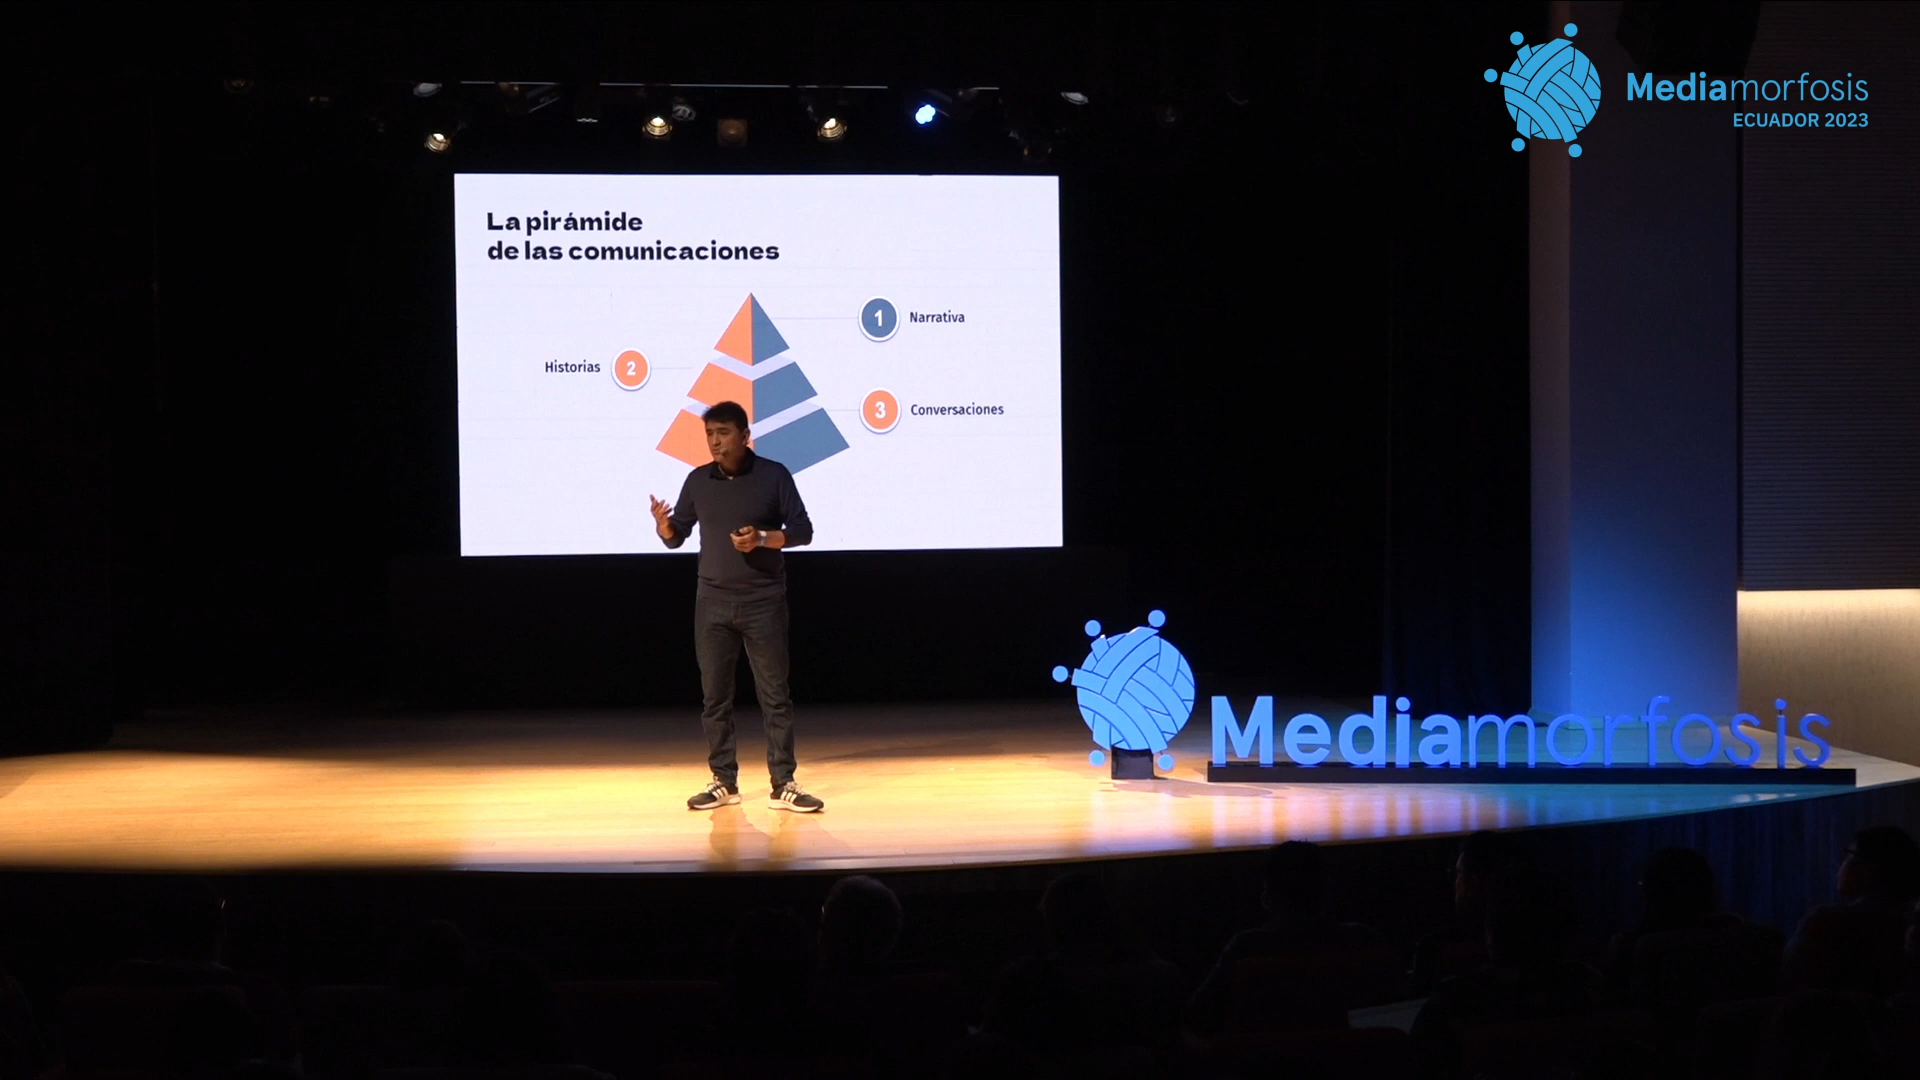 Mediamorfosis
ECUADOR 2023
La pirámide
de las comunicaciones
1 Narrativa
Historias 2
3 Conversaciones
Mediamorfosis